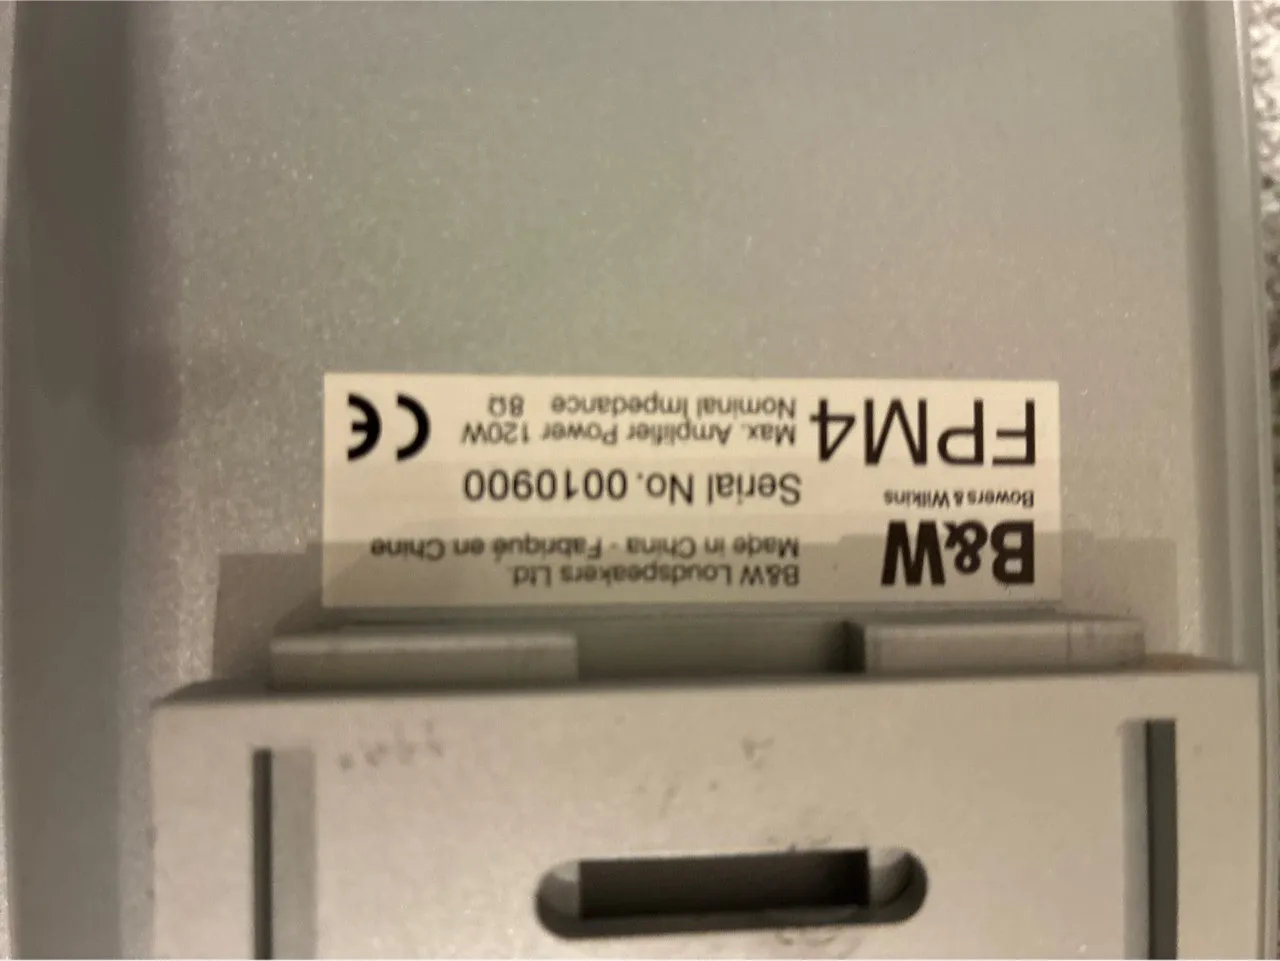 B&W
Bowers & Wilkins
FPM4
B&W Loudspeakers Ltd.
Made in China - Fabriqué en Chine
Serial No. 0010900
Max. Amplifier Power 120W
Nominal Impedance 8Ω
CE